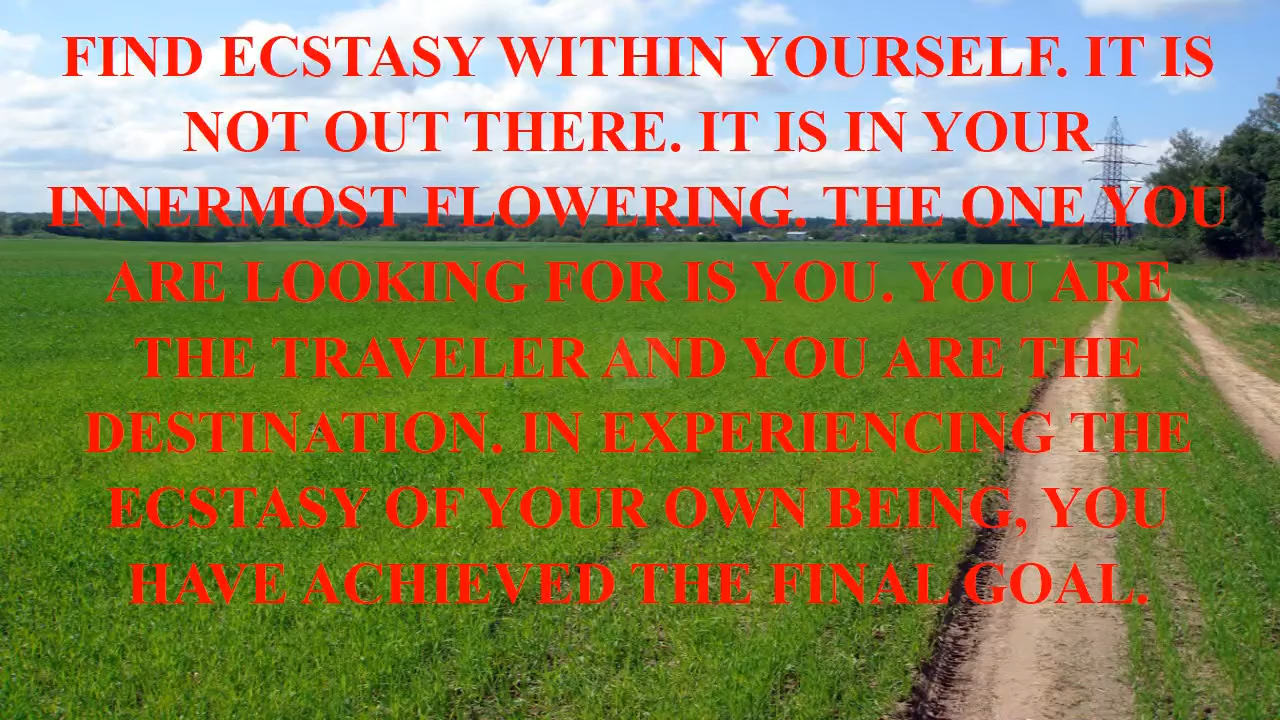 FIND ECSTASY WITHIN YOURSELF. IT IS
NOT OUT THERE. IT IS IN YOUR
INNERMOST FLOWERING. THE ONE YOU
ARE LOOKING FOR IS YOU. YOU ARE
THE TRAVELER AND YOU ARE THE
DESTINATION. IN EXPERIENCING THE
ECSTASY OF YOUR OWN BEING, YOU
HAVE ACHIEVED THE FINAL GOAL.